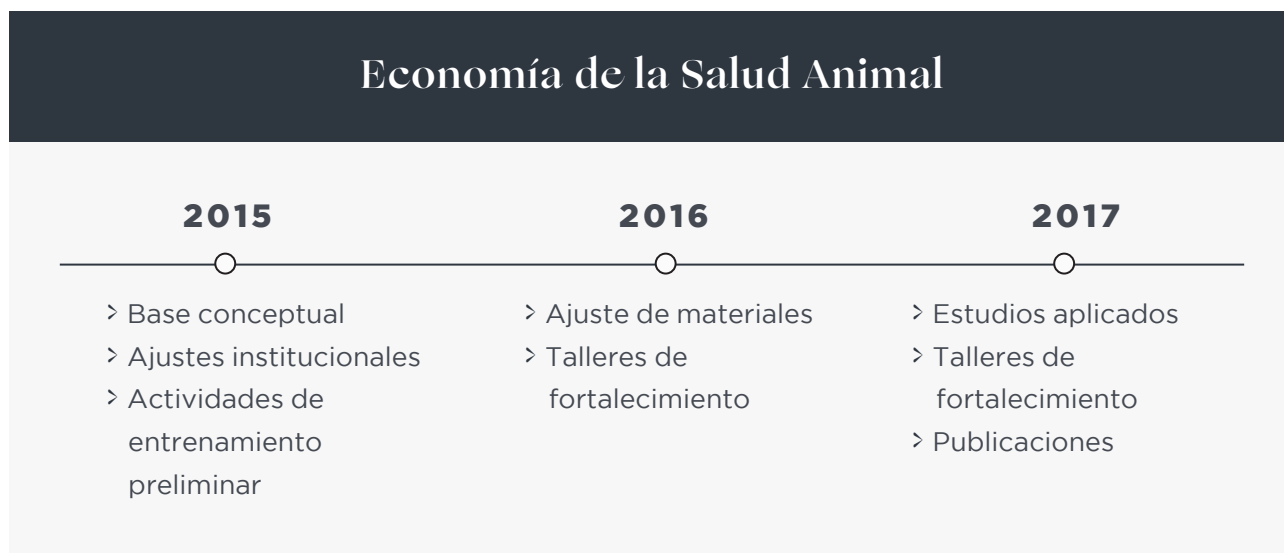 Economía de la Salud Animal
2015
> Base conceptual
> Ajustes institucionales
> Actividades de
entrenamiento
preliminar
2016
> Ajuste de materiales
> Talleres de
fortalecimiento
2017
> Estudios aplicados
> Talleres de
fortalecimiento
> Publicaciones